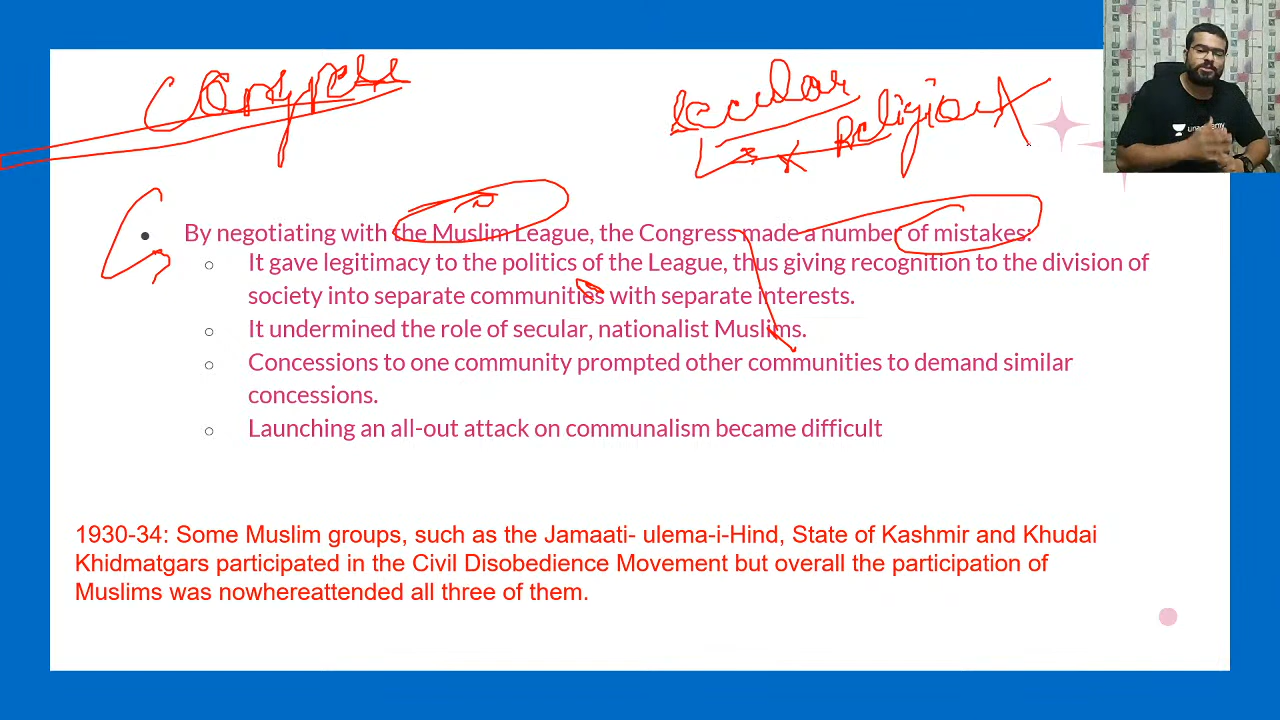 Congress
Secular
Religion
By negotiating with the Muslim League, the Congress made a number of mistakes:
It gave legitimacy to the politics of the League, thus giving recognition to the division of
society into separate communities with separate interests.
It undermined the role of secular, nationalist Muslims.
Concessions to one community prompted other communities to demand similar
concessions.
Launching an all-out attack on communalism became difficult
1930-34: Some Muslim groups, such as the Jamaati- ulema-i-Hind, State of Kashmir and Khudai
Khidmatgars participated in the Civil Disobedience Movement but overall the participation of
Muslims was nowhereattended all three of them.